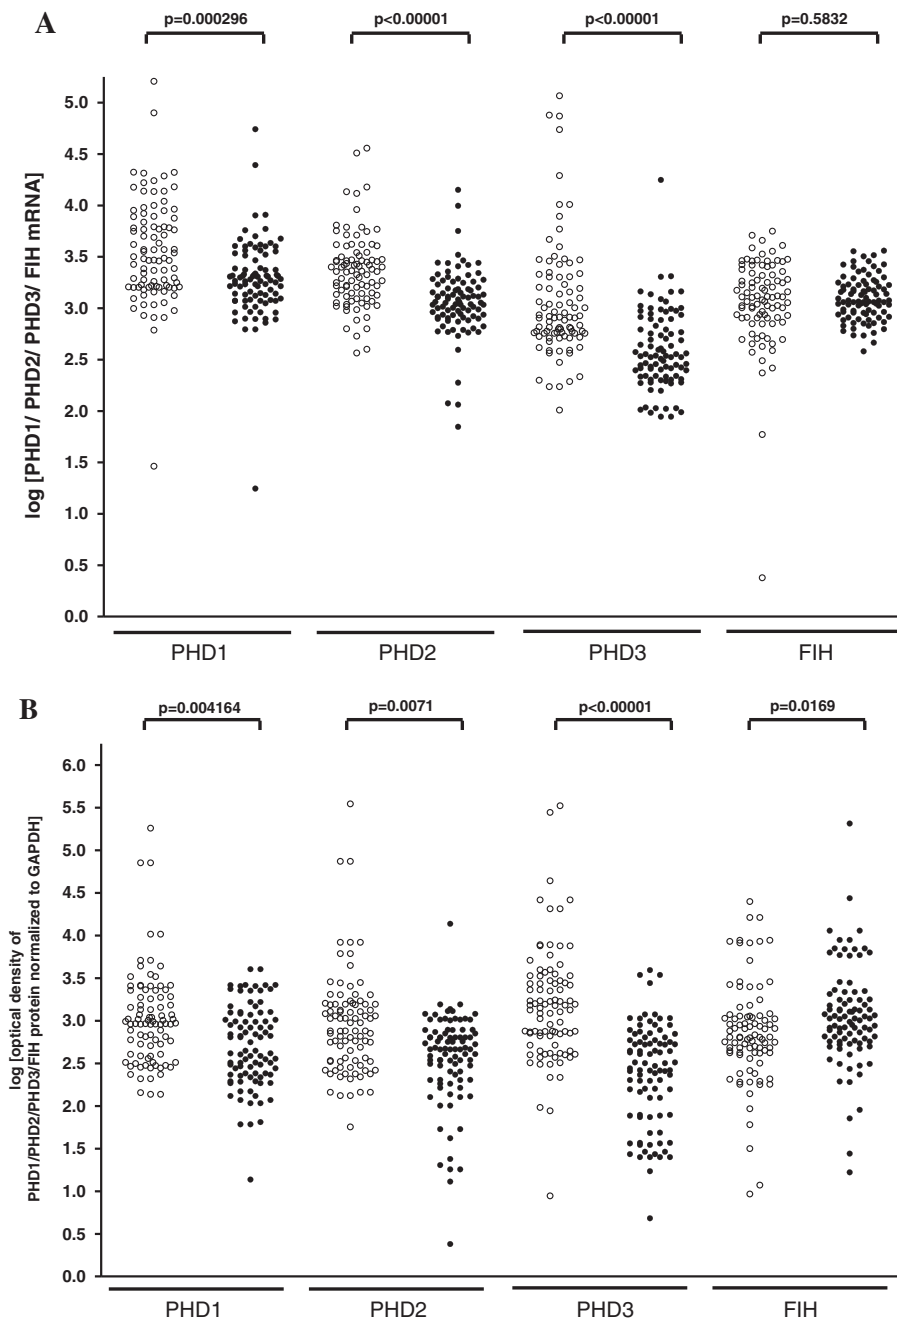 A
p=0.000296 p<0.00001 p<0.00001 p=0.5832
log [PHD1/ PHD2/ PHD3/ FIH mRNA]
5.0
4.5
4.0
3.5
3.0
2.5
2.0
1.5
1.0
0.5
0.0
PHD1 PHD2 PHD3 FIH
B
p=0.004164 p=0.0071 p<0.00001 p=0.0169
log [optical density of
PHD1/PHD2/PHD3/FIH protein normalized to GAPDH]
6.0
5.5
5.0
4.5
4.0
3.5
3.0
2.5
2.0
1.5
1.0
0.5
0.0
PHD1 PHD2 PHD3 FIH